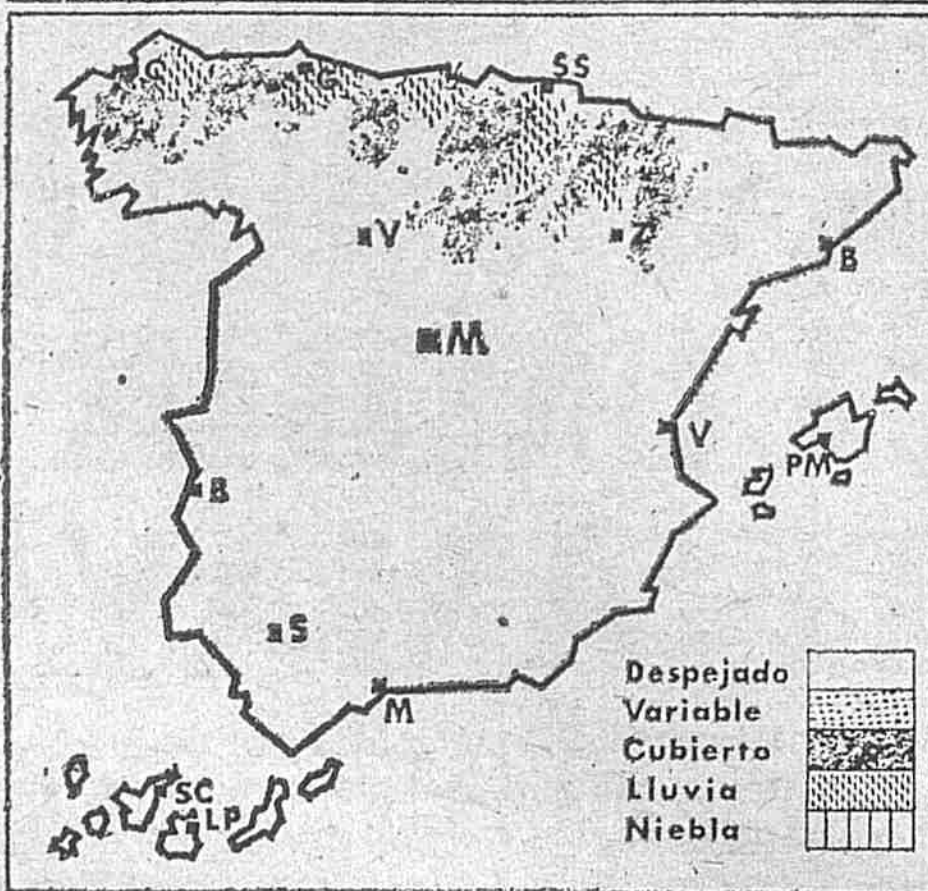 C
G
SS
V
Z
B
M
V
PM
B
S
M
SC
LP
Despejado
Variable
Cubierto
Lluvia
Niebla